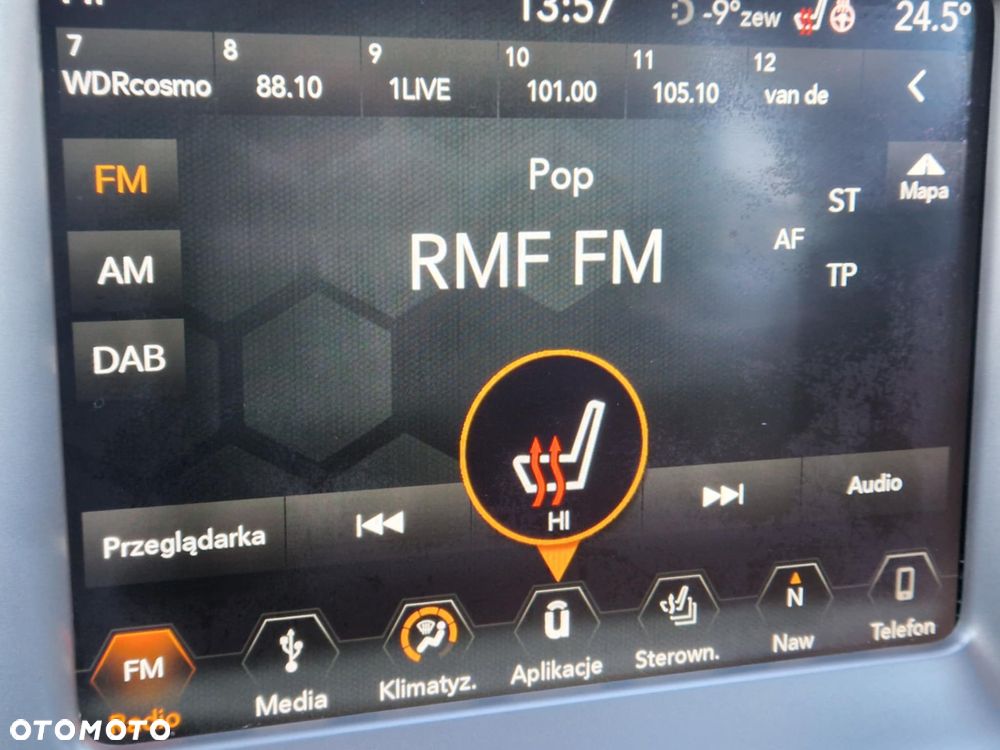 13:57 -9°zew 24.5°
7 8 9 10 11 12
WDRcosmo 88.10 1LIVE 101.00 105.10 van de
FM Pop Mapa
ST
RMF FM AF
AM TP
DAB
HI
Przeglądarka Audio
FM N
Radio Media Klimatyz. Aplikacje Sterown. Naw Telefon
OTOMOTO